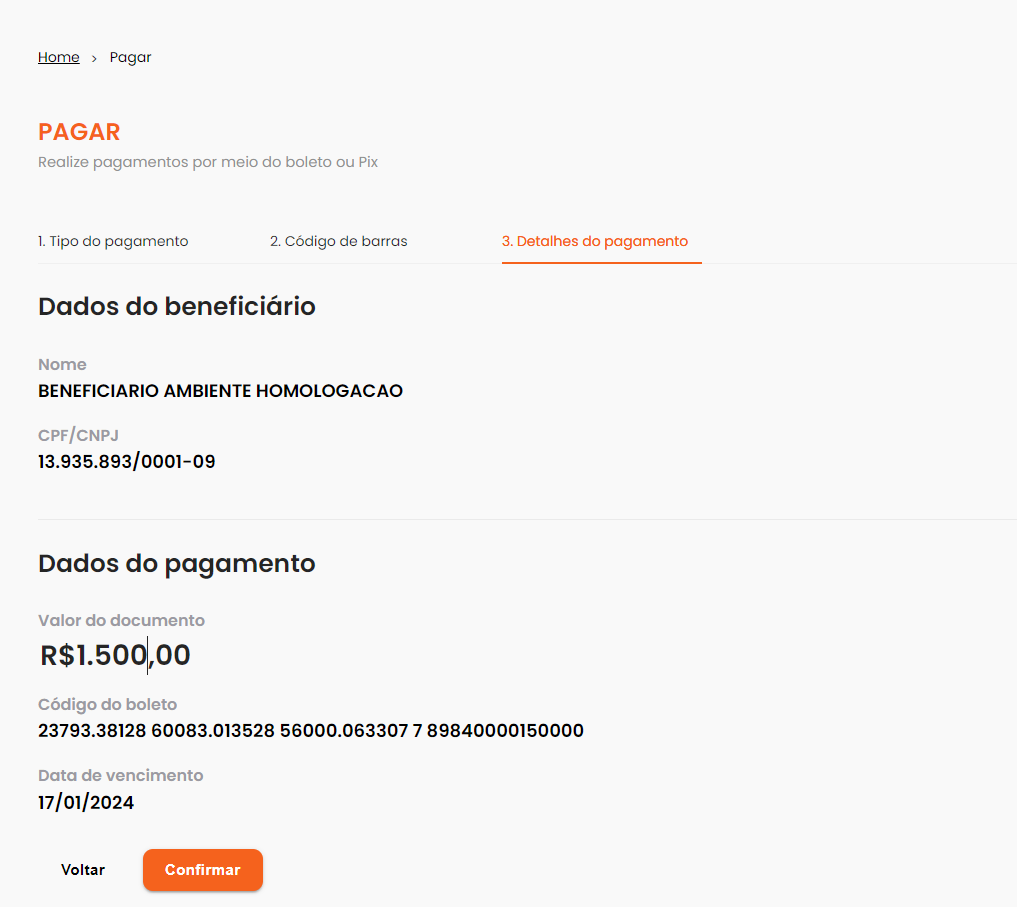 Home > Pagar
PAGAR
Realize pagamentos por meio do boleto ou Pix
1. Tipo do pagamento 2. Código de barras 3. Detalhes do pagamento
Dados do beneficiário
Nome
BENEFICIARIO AMBIENTE HOMOLOGACAO
CPF/CNPJ
13.935.893/0001-09
Dados do pagamento
Valor do documento
R$1.500,00
Código do boleto
23793.38128 60083.013528 56000.063307 7 89840000150000
Data de vencimento
17/01/2024
Voltar Confirmar